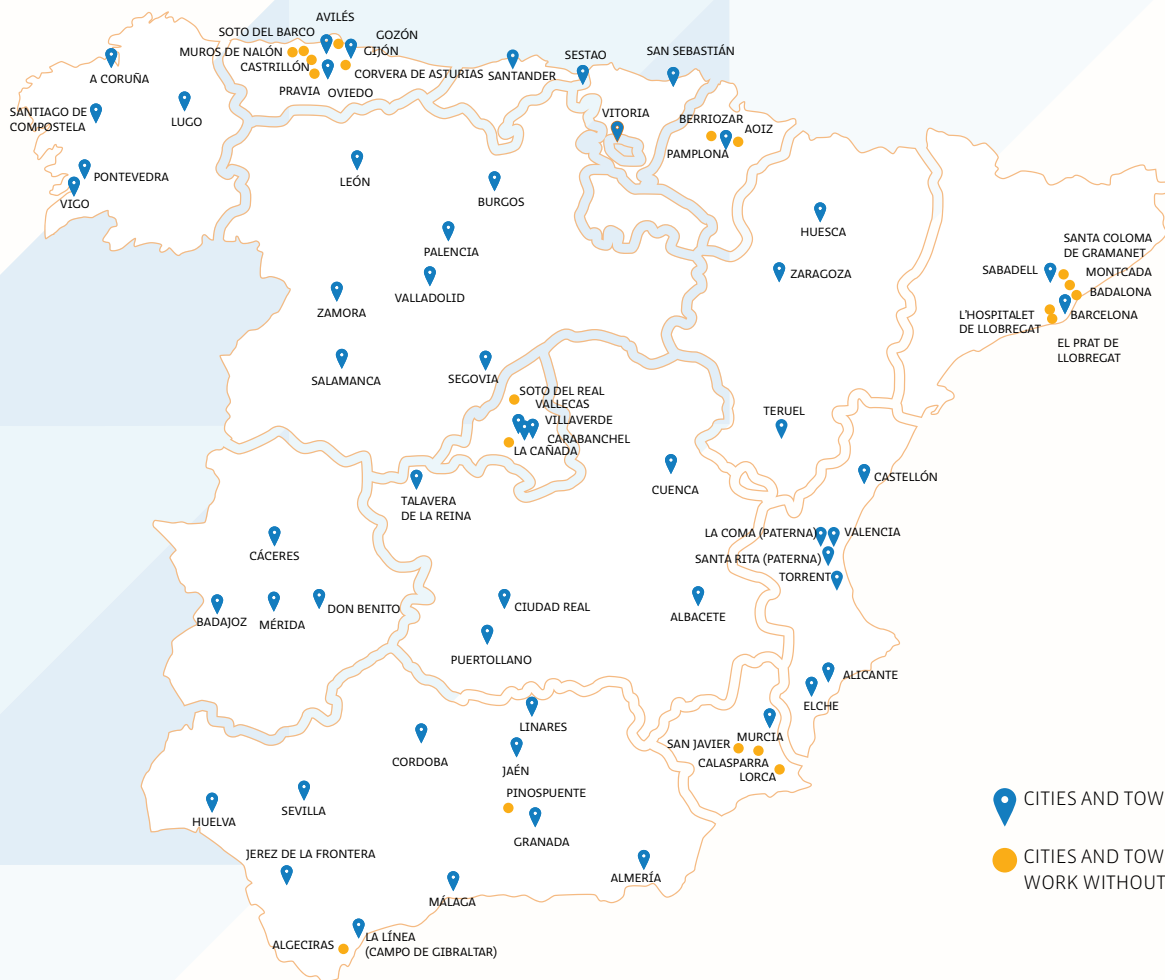 AVILÉS
SOTO DEL BARCO
GOZÓN
MUROS DE NALÓN
GIJÓN
CASTRILLÓN
CORVERA DE ASTURIAS
PRAVIA
OVIEDO
SANTANDER
SESTAO
SAN SEBASTIÁN
A CORUÑA
SANTIAGO DE
COMPOSTELA
LUGO
PONTEVEDRA
VIGO
VITORIA
BERRIOZAR
AOIZ
PAMPLONA
LEÓN
BURGOS
PALENCIA
VALLADOLID
ZAMORA
SALAMANCA
SEGOVIA
HUESCA
ZARAGOZA
TERUEL
SANTA COLOMA
DE GRAMANET
SABADELL
MONTCADA
BADALONA
L'HOSPITALET
DE LLOBREGAT
BARCELONA
EL PRAT DE
LLOBREGAT
SOTO DEL REAL
VALLECAS
VILLAVERDE
CARABANCHEL
LA CAÑADA
TALAVERA
DE LA REINA
CUENCA
CASTELLÓN
LA COMA (PATERNA)
VALENCIA
SANTA RITA (PATERNA)
TORRENT
CÁCERES
BADAJOZ
MÉRIDA
DON BENITO
CIUDAD REAL
PUERTOLLANO
ALBACETE
ALICANTE
ELCHE
MURCIA
SAN JAVIER
CALASPARRA
LORCA
LINARES
CORDOBA
JAÉN
PINOSPUENTE
GRANADA
HUELVA
SEVILLA
JEREZ DE LA FRONTERA
MÁLAGA
ALMERÍA
ALGECIRAS
LA LÍNEA
(CAMPO DE GIBRALTAR)
CITIES AND TOW
CITIES AND TOW
WORK WITHOUT